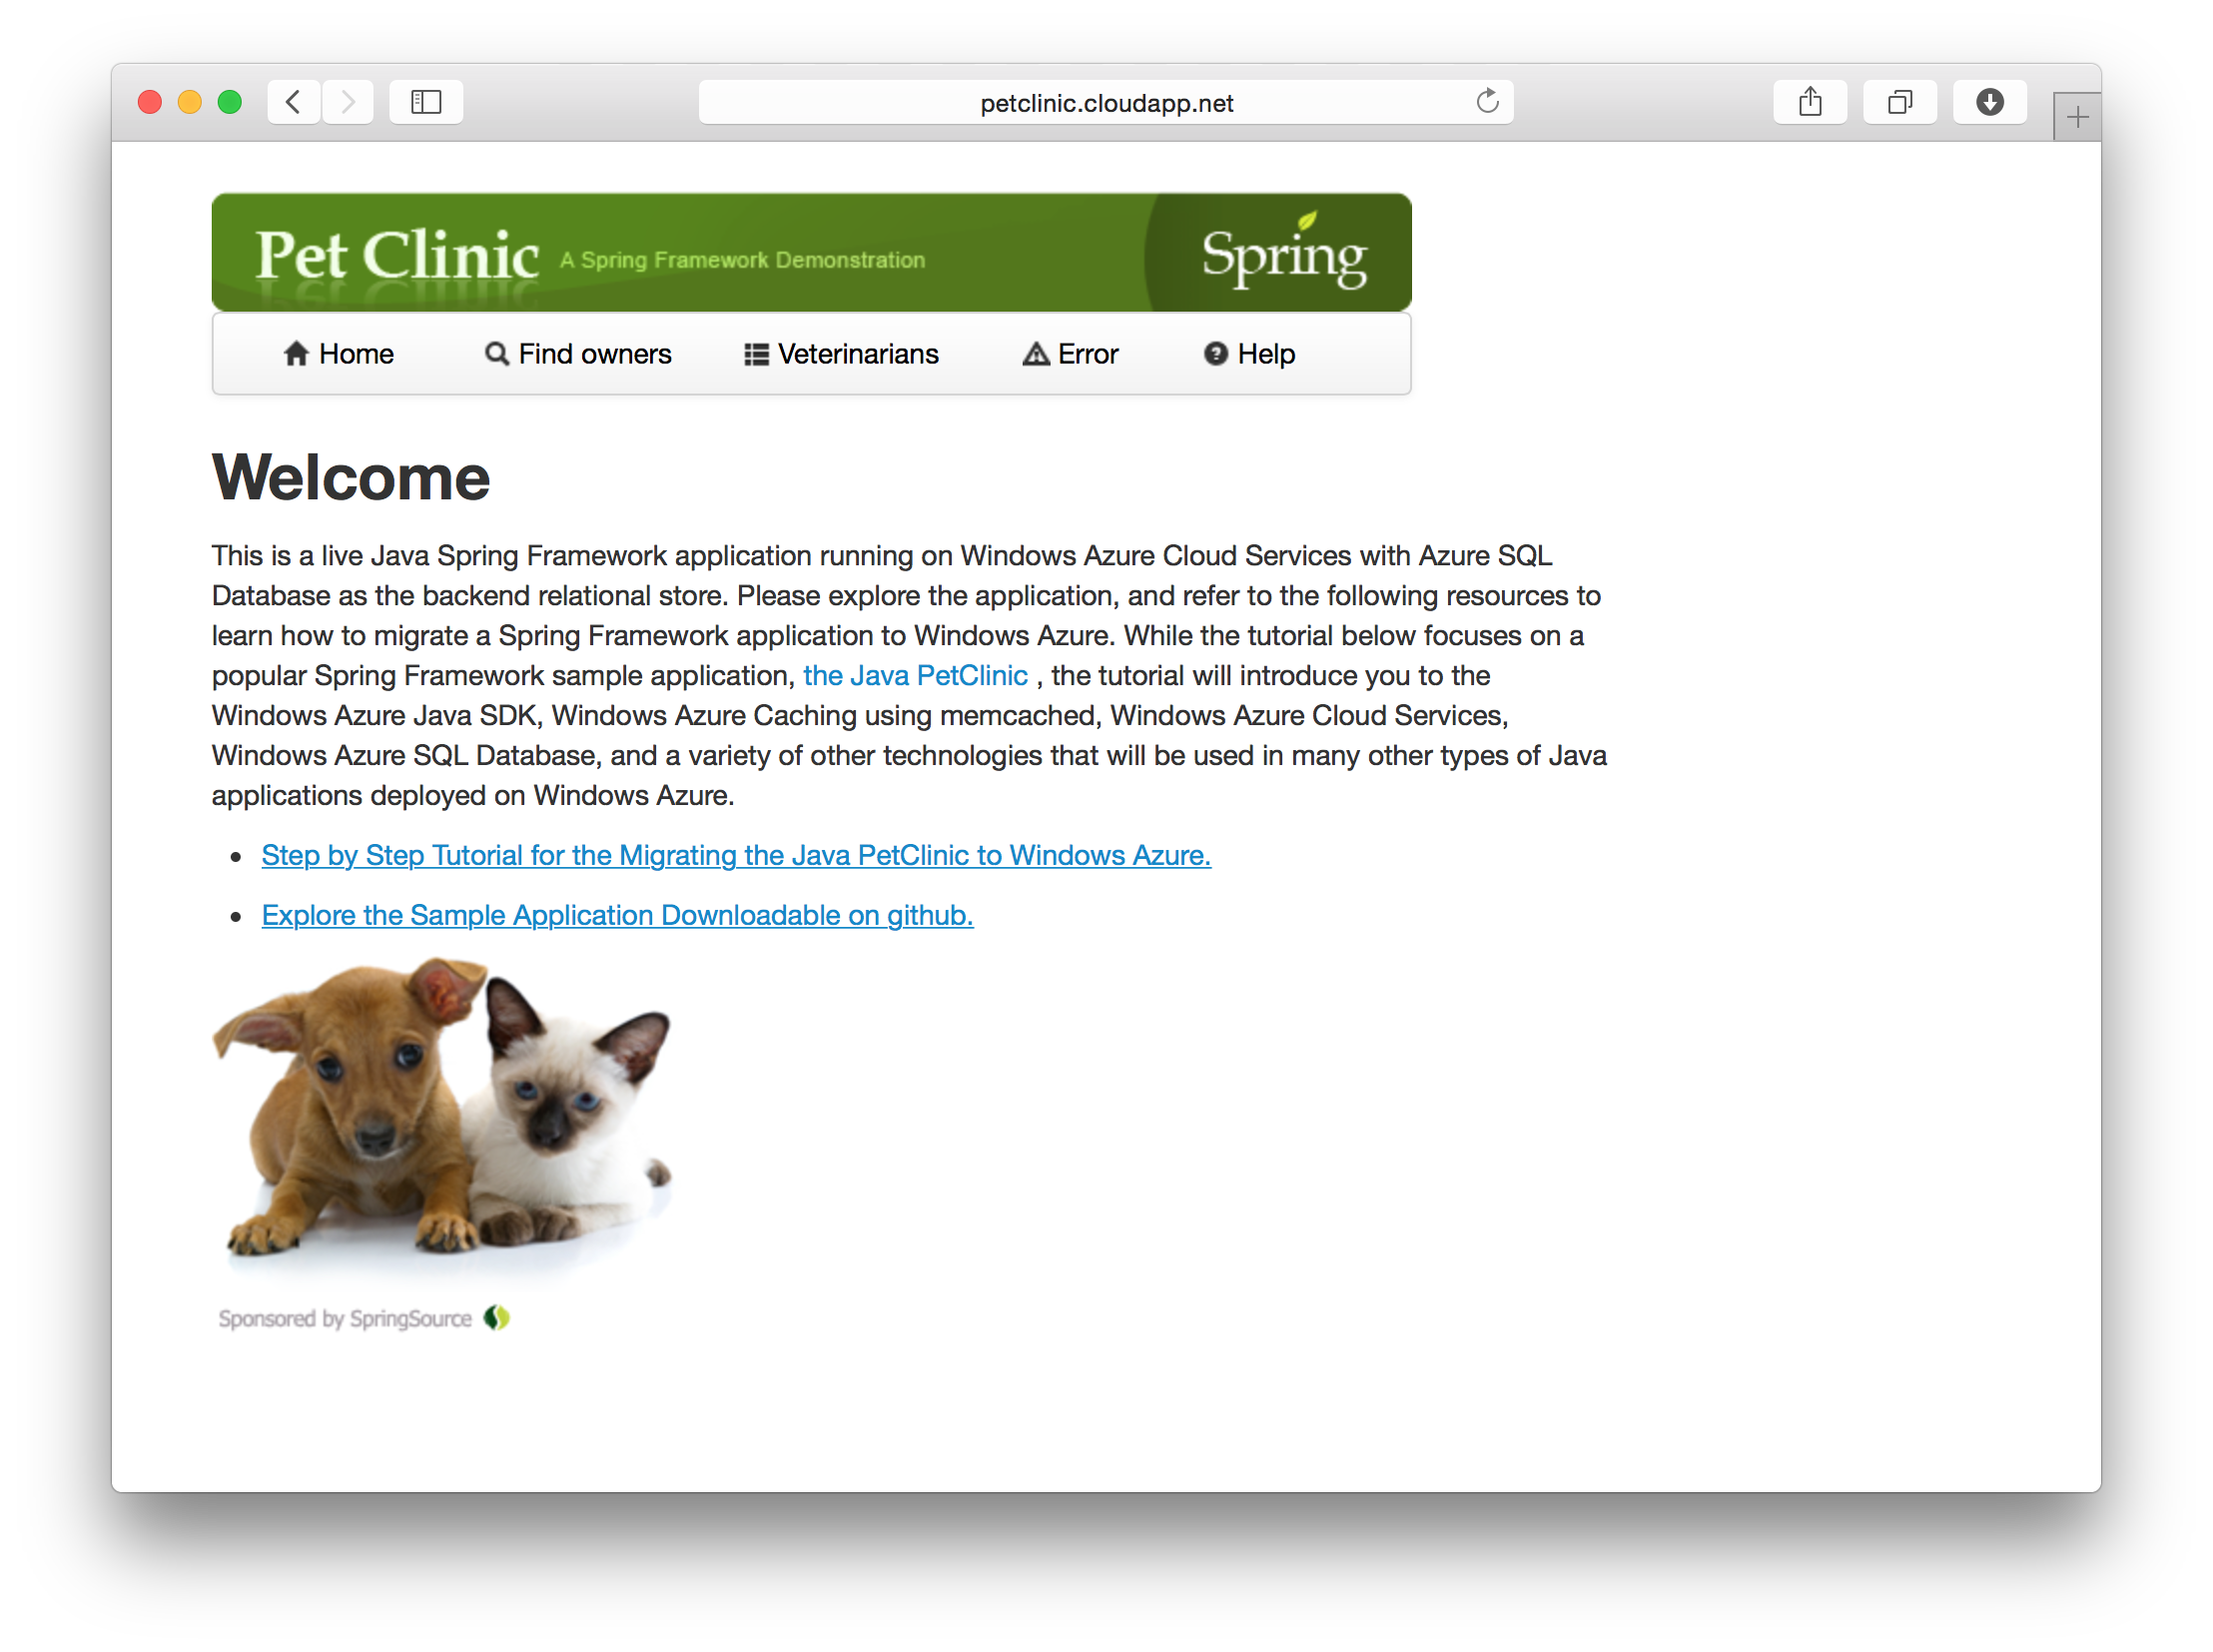 petclinic.cloudapp.net
Pet Clinic A Spring Framework Demonstration Spring
Home Find owners Veterinarians Error Help
Welcome
This is a live Java Spring Framework application running on Windows Azure Cloud Services with Azure SQL
Database as the backend relational store. Please explore the application, and refer to the following resources to
learn how to migrate a Spring Framework application to Windows Azure. While the tutorial below focuses on a
popular Spring Framework sample application, the Java PetClinic , the tutorial will introduce you to the
Windows Azure Java SDK, Windows Azure Caching using memcached, Windows Azure Cloud Services,
Windows Azure SQL Database, and a variety of other technologies that will be used in many other types of Java
applications deployed on Windows Azure.
• Step by Step Tutorial for the Migrating the Java PetClinic to Windows Azure.
• Explore the Sample Application Downloadable on github.
Sponsored by SpringSource